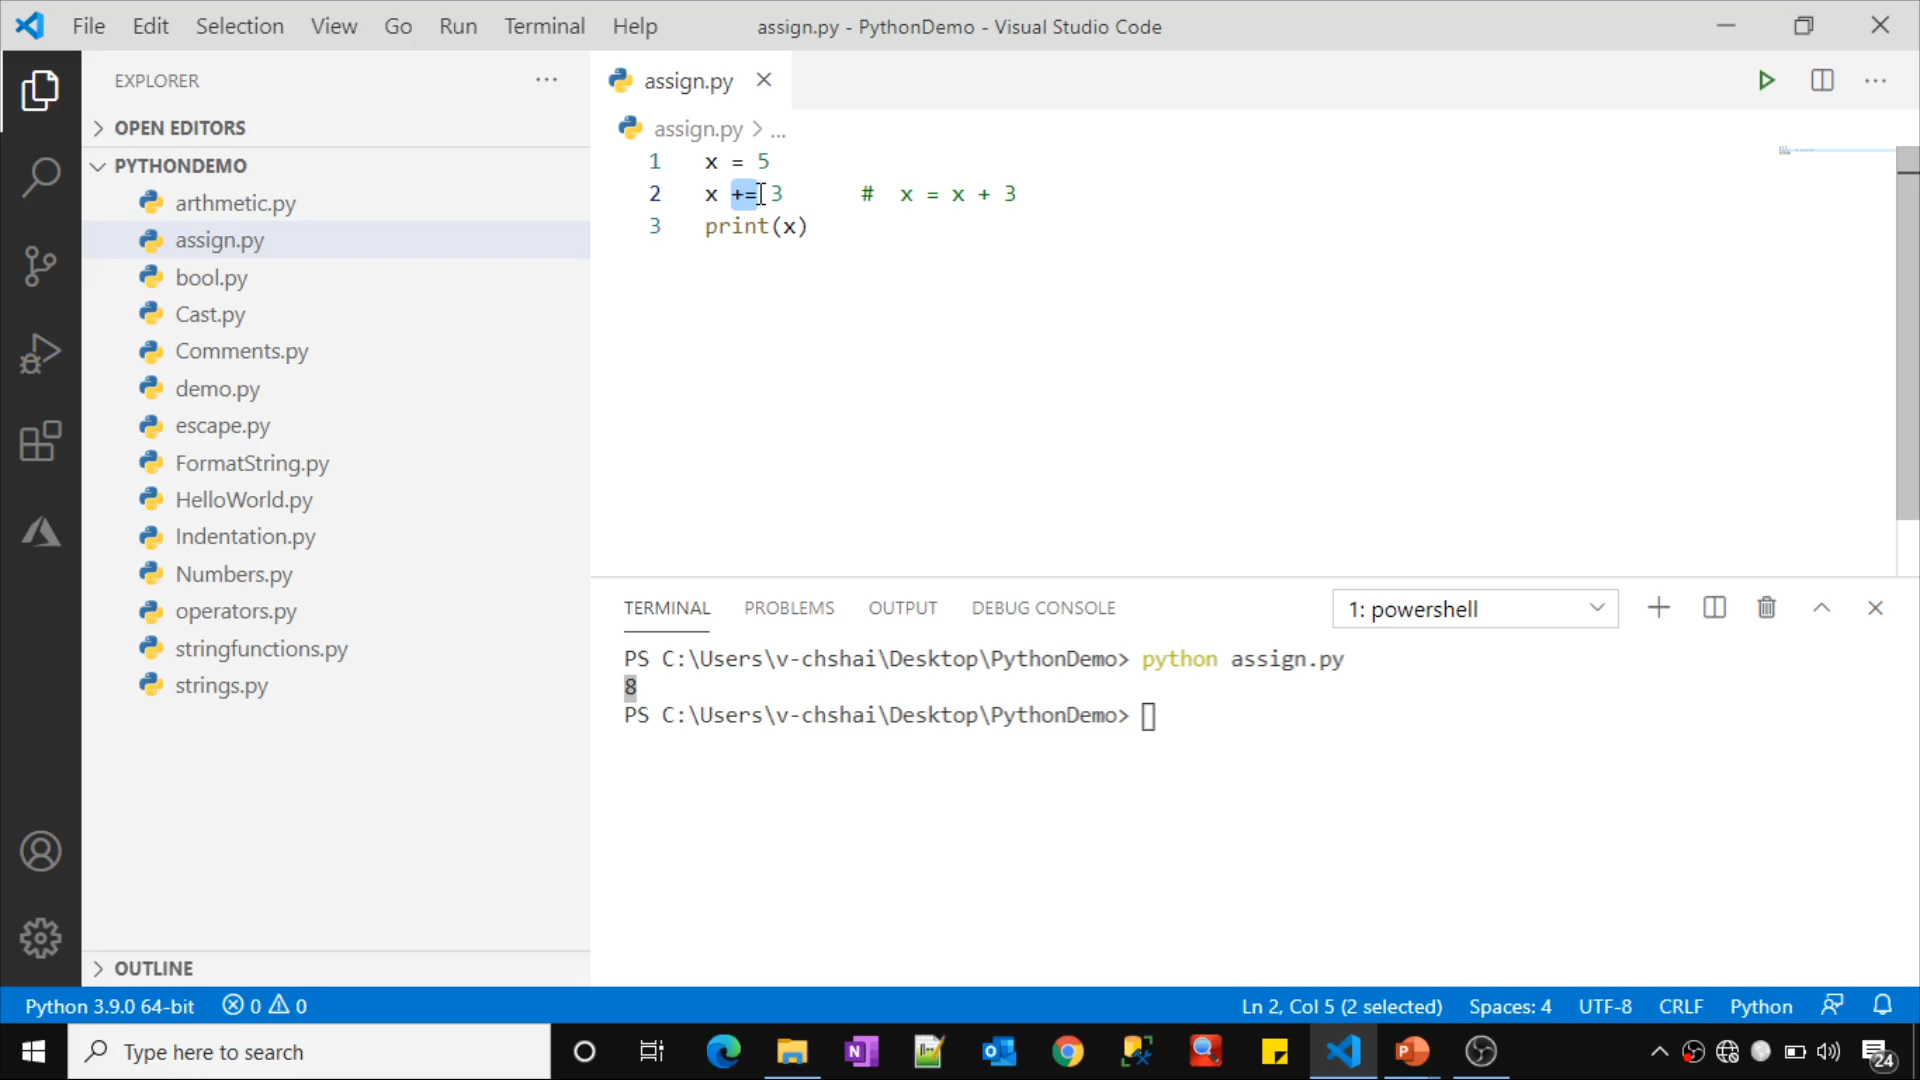 File Edit Selection View Go Run Terminal Help assign.py - PythonDemo - Visual Studio Code
EXPLORER ...
OPEN EDITORS
PYTHONDEMO
arthmetic.py
assign.py
bool.py
Cast.py
Comments.py
demo.py
escape.py
FormatString.py
HelloWorld.py
Indentation.py
Numbers.py
operators.py
stringfunctions.py
strings.py
OUTLINE
assign.py
assign.py > ...
1 x = 5
2 x += 3 # x = x + 3
3 print(x)
TERMINAL PROBLEMS OUTPUT DEBUG CONSOLE 1: powershell
PS C:\Users\v-chshai\Desktop\PythonDemo> python assign.py
8
PS C:\Users\v-chshai\Desktop\PythonDemo>
Python 3.9.0 64-bit 0 0 Ln 2, Col 5 (2 selected) Spaces: 4 UTF-8 CRLF Python
Type here to search 24